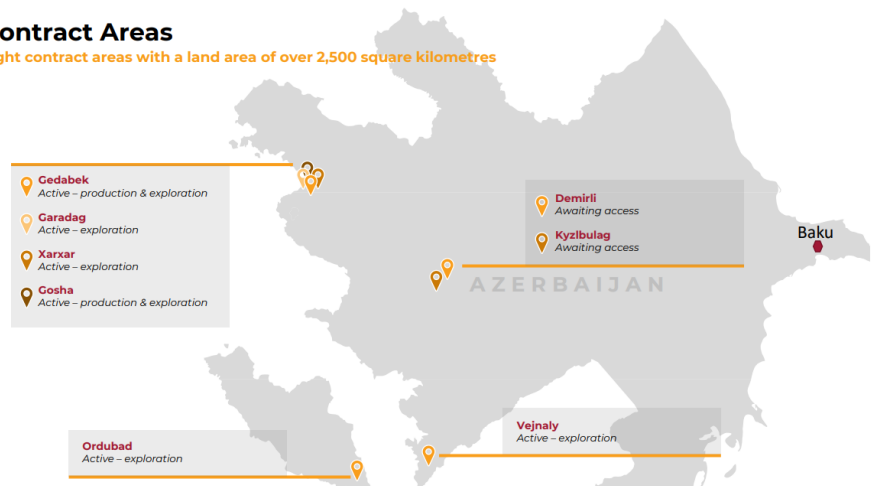 ontract Areas
ght contract areas with a land area of over 2,500 square kilometres
Gedabek
Active – production & exploration
Garadag
Active – exploration
Xarxar
Active – exploration
Gosha
Active – production & exploration
Demirli
Awaiting access
Kyzlbulag
Awaiting access
Baku
AZERBAIJAN
Vejnaly
Active – exploration
Ordubad
Active – exploration